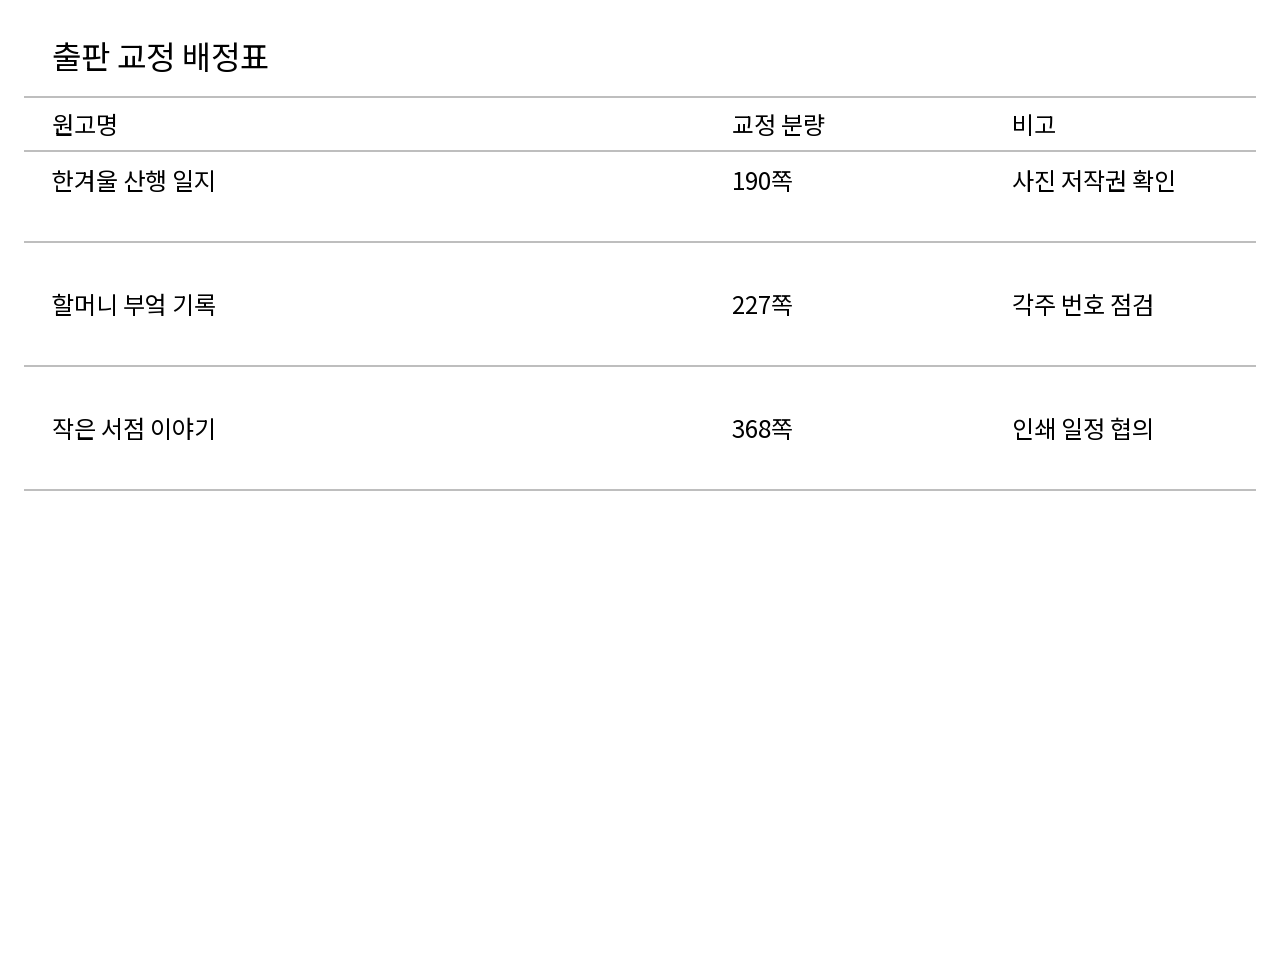 출판 교정 배정표
원고명 교정 분량 비고
한겨울 산행 일지 190쪽 사진 저작권 확인
할머니 부엌 기록 227쪽 각주 번호 점검
작은 서점 이야기 368쪽 인쇄 일정 협의